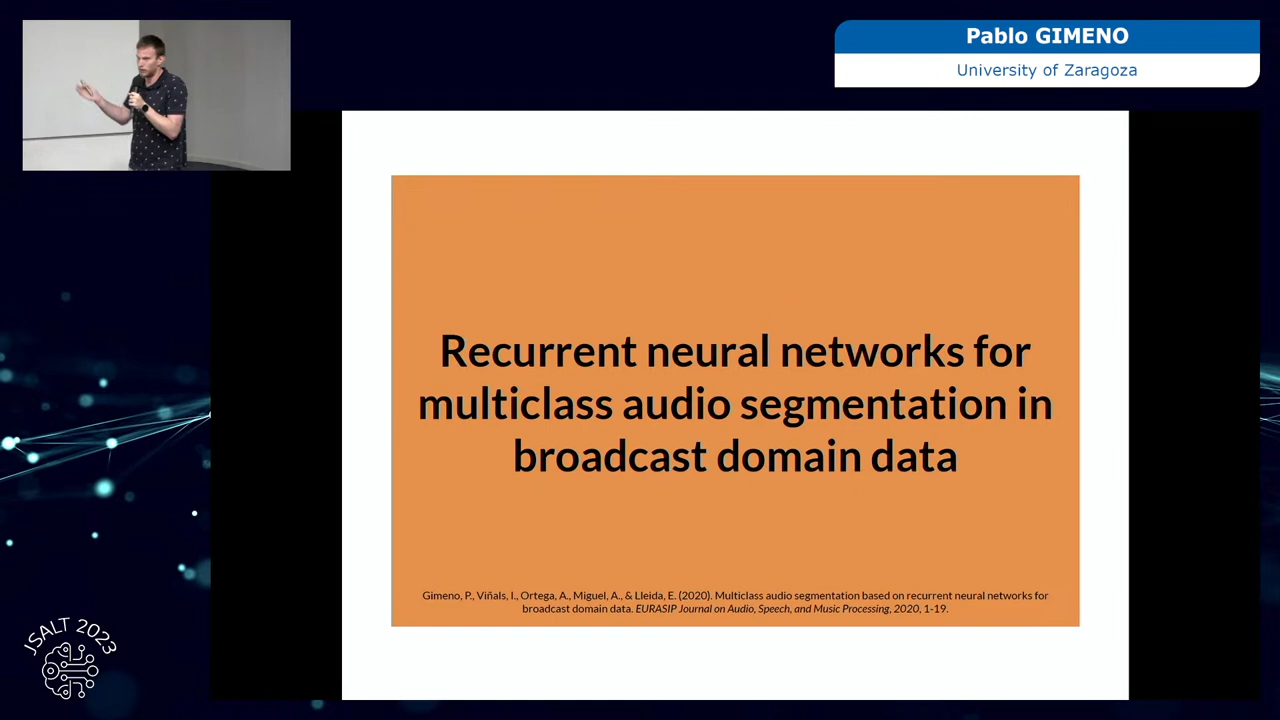 Pablo GIMENO
University of Zaragoza
Recurrent neural networks for
multiclass audio segmentation in
broadcast domain data
Gimeno, P., Viñals, I., Ortega, A., Miguel, A., & Lleida, E. (2020). Multiclass audio segmentation based on recurrent neural networks for
broadcast domain data. EURASIP Journal on Audio, Speech, and Music Processing, 2020, 1-19.
JSALT 2023